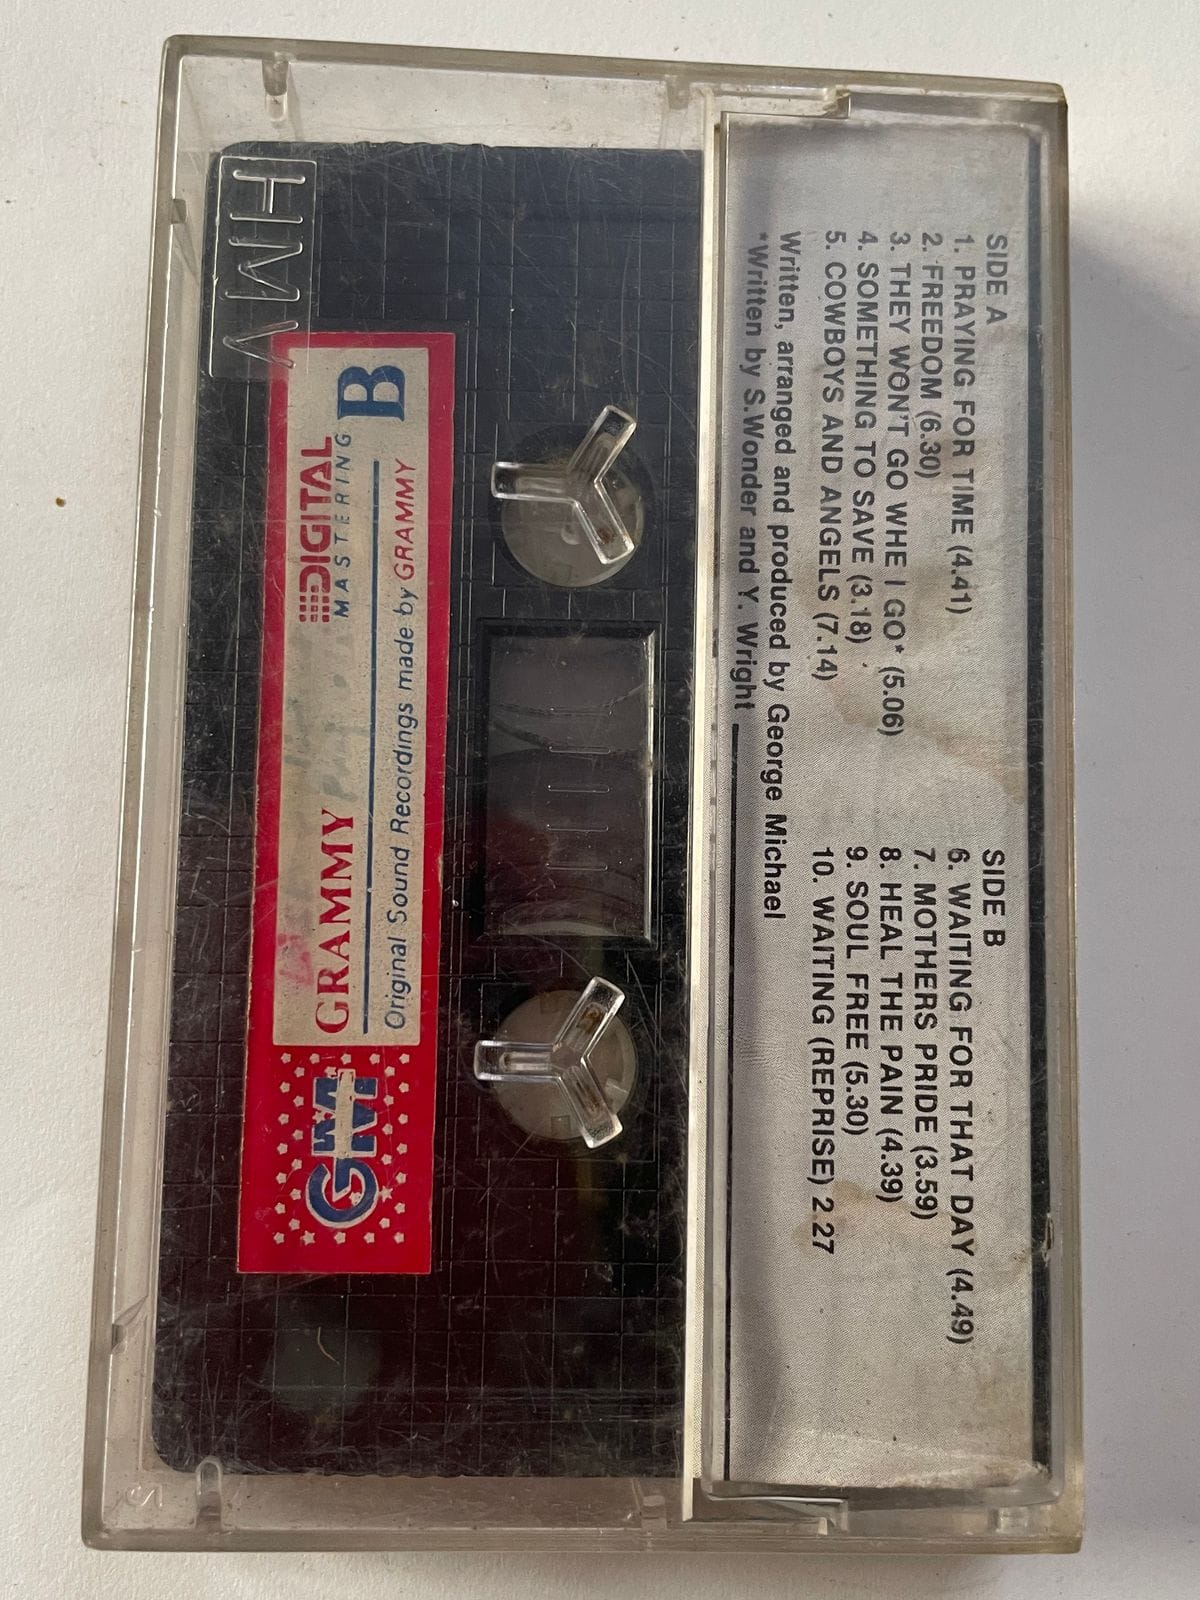 SIDE A
1. PRAYING FOR TIME (4.41)
2. FREEDOM (6.30)
3. THEY WON'T GO WHE I GO* (5.06)
4. SOMETHING TO SAVE (3.18)
5. COWBOYS AND ANGELS (7.14)
Written, arranged and produced by George Michael
*Written by S.Wonder and Y. Wright
SIDE B
6. WAITING FOR THAT DAY (4.49)
7. MOTHERS PRIDE (3.59)
8. HEAL THE PAIN (4.39)
9. SOUL FREE (5.30)
10. WAITING (REPRISE) 2 27
Original Sound Recordings made by GRAMMY
B
DIGITAL
MASTERING
GRAMMY
GM
HMV